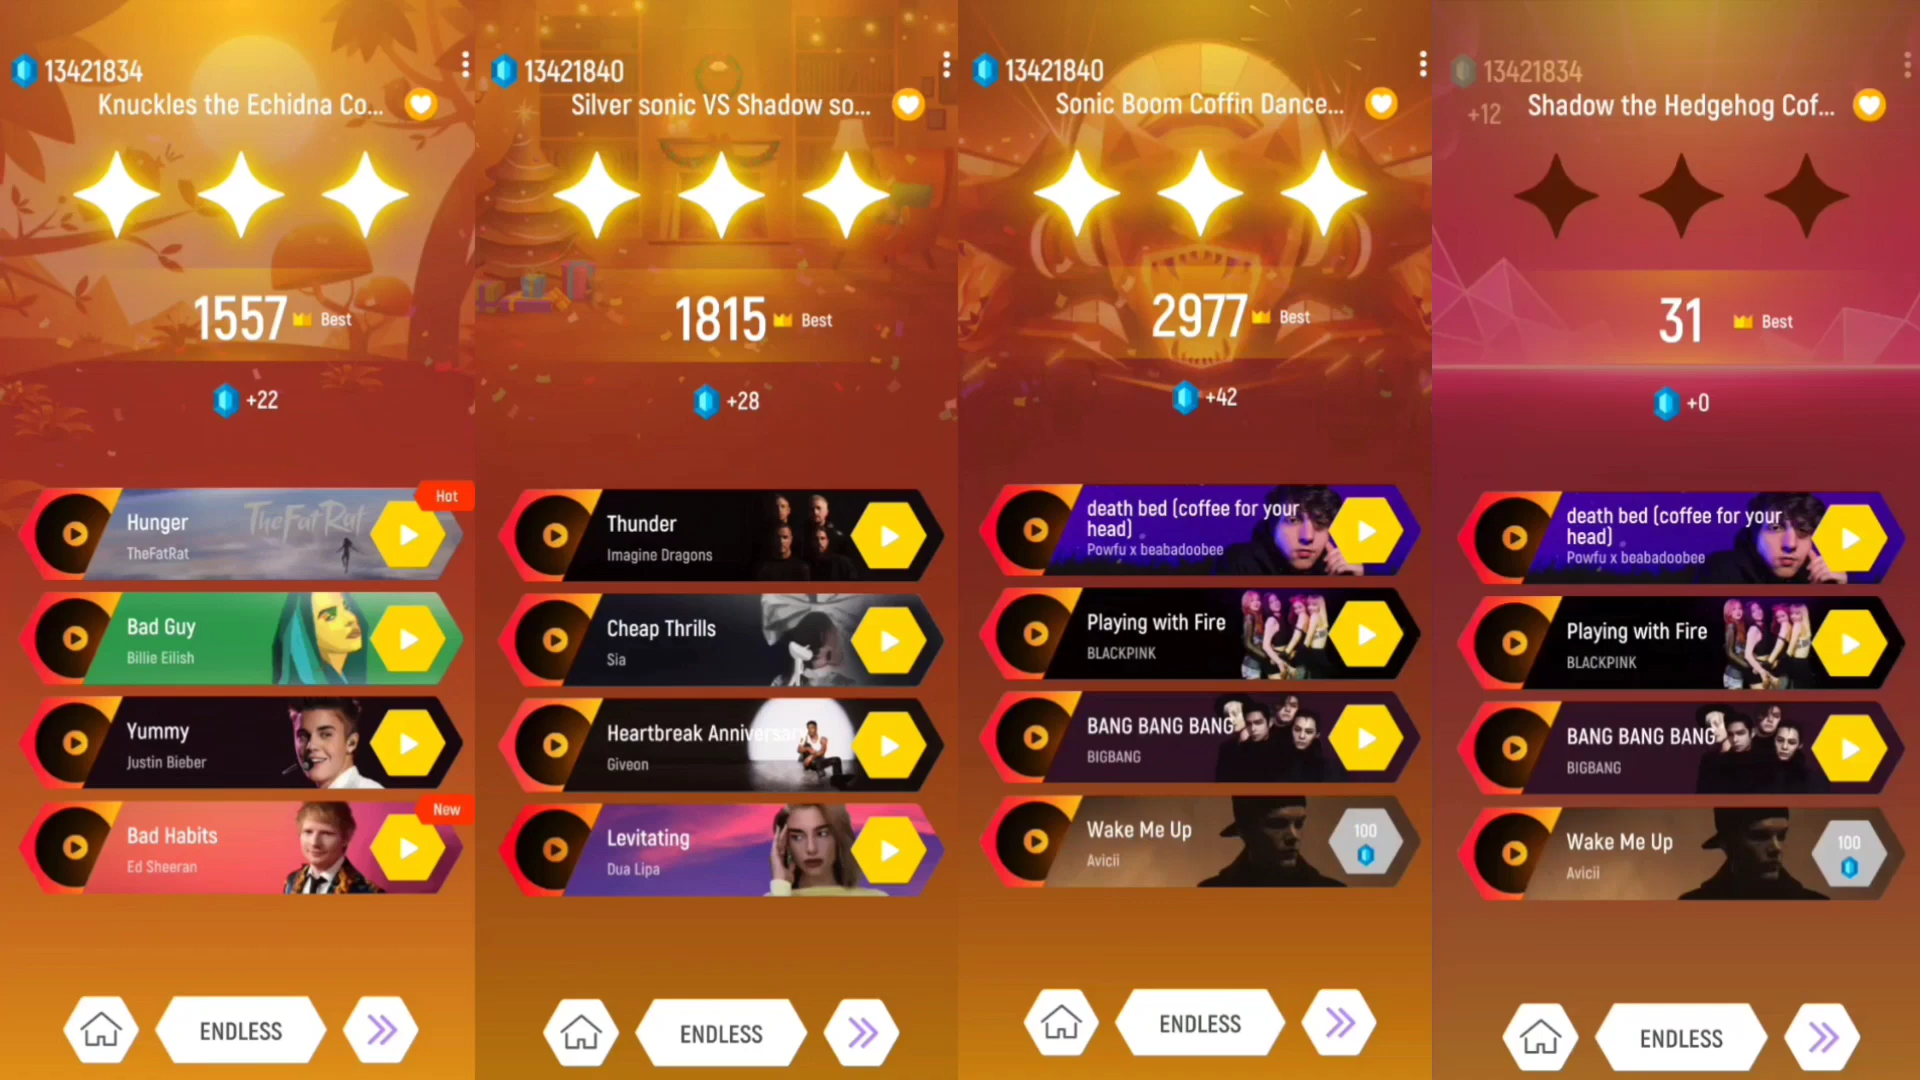 13421834
Knuckles the Echidna Co...
1557
Best
+22
Hot
Hunger
TheFatRat
TheFatRat
Bad Guy
Billie Eilish
Yummy
Justin Bieber
New
Bad Habits
Ed Sheeran
ENDLESS
13421840
Silver sonic VS Shadow so...
1815
Best
+28
Thunder
Imagine Dragons
Cheap Thrills
Sia
Heartbreak Anniversary
Giveon
Levitating
Dua Lipa
ENDLESS
13421840
Sonic Boom Coffin Dance...
2977
Best
+42
death bed (coffee for your
head)
Powfu x beabadoobee
Playing with Fire
BLACKPINK
BANG BANG BANG
BIGBANG
Wake Me Up
Avicii
100
ENDLESS
13421834
+12
Shadow the Hedgehog Cof...
31
Best
+0
death bed (coffee for your
head)
Powfu x beabadoobee
Playing with Fire
BLACKPINK
BANG BANG BANG
BIGBANG
Wake Me Up
Avicii
100
ENDLESS